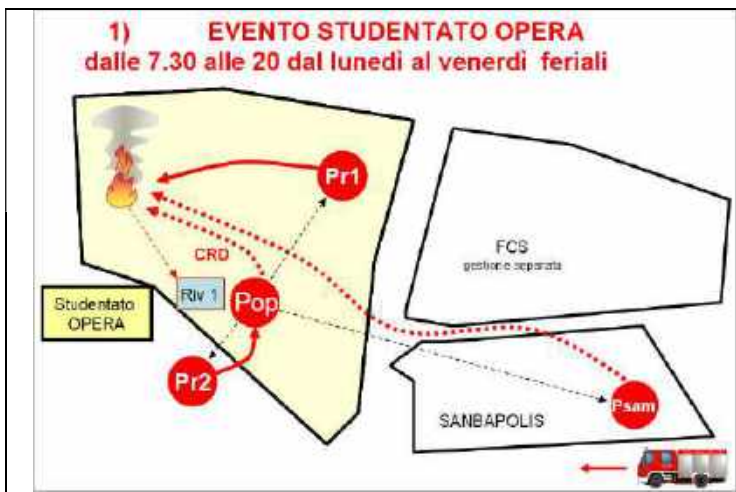 1) EVENTO STUDENTATO OPERA
dalle 7.30 alle 20 dal lunedì al venerdì feriali
Pr1
FCS
gestione separata
CRD
Riv 1
Pop
Studentato
OPERA
Pr2
Psam
SANBAPOLIS